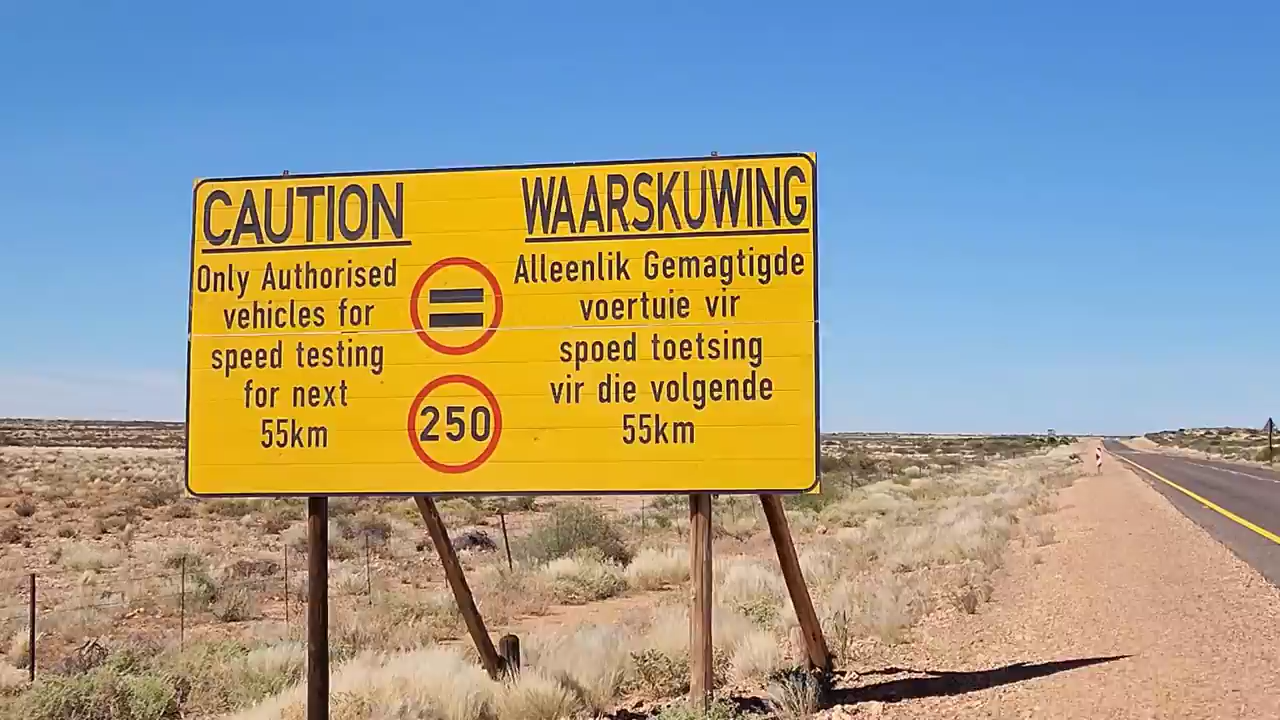 CAUTION
Only Authorised
vehicles for
speed testing
for next
55km
250
WAARSKUWING
Alleenlik Gemagtigde
voertuie vir
spoed toetsing
vir die volgende
55km